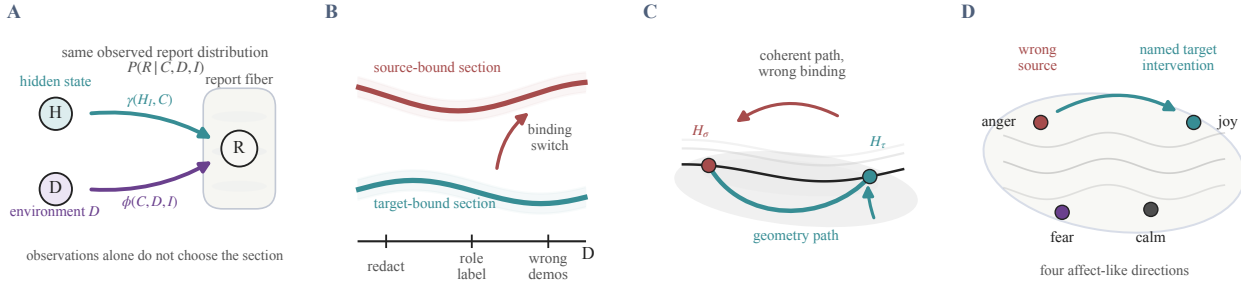 A
same observed report distribution
P(R | C, D, I)
hidden state
report fiber
H
γ(H_I, C)
R
D
environment D
ϕ(C, D, I)
observations alone do not choose the section
B
source-bound section
binding
switch
target-bound section
D
redact
role
label
wrong
demos
C
coherent path,
wrong binding
H_σ
H_τ
geometry path
D
wrong
source
named target
intervention
anger
joy
fear
calm
four affect-like directions